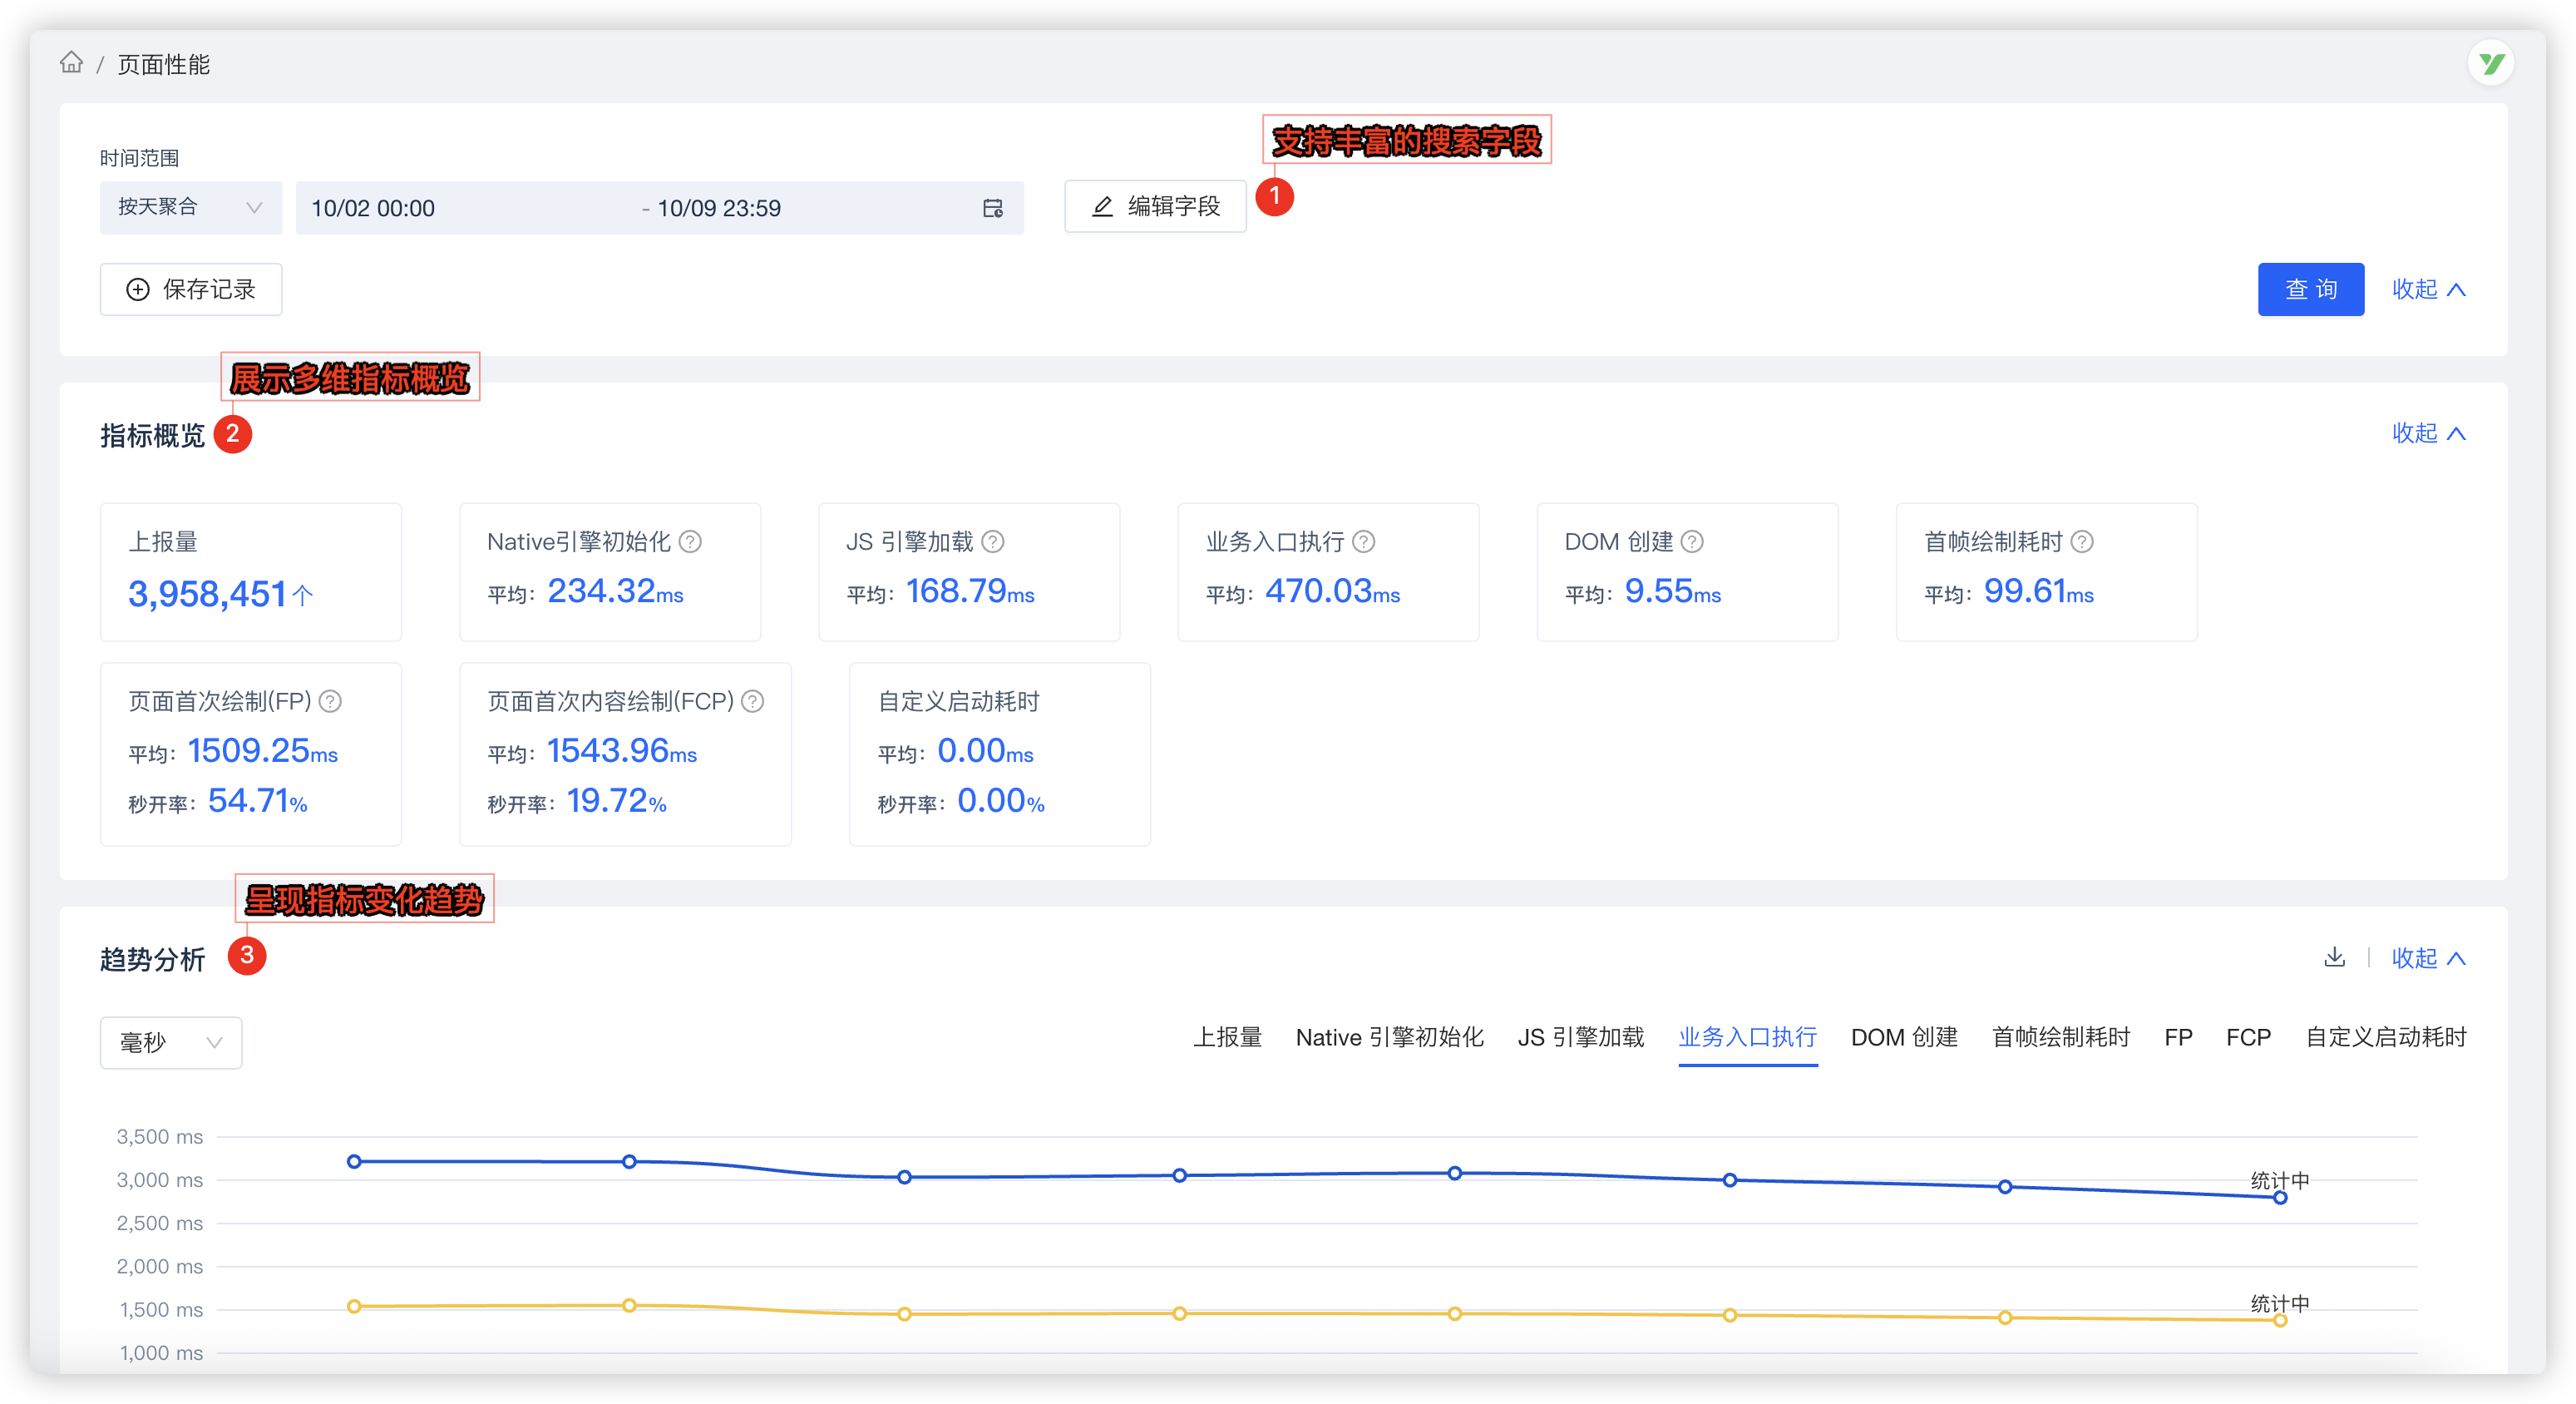 / 页面性能
支持丰富的搜索字段
时间范围
按天聚合 10/02 00:00 - 10/09 23:59 编辑字段 1
保存记录 查 询 收起
展示多维指标概览
指标概览 2 收起
上报量 Native引擎初始化 JS 引擎加载 业务入口执行 DOM 创建 首帧绘制耗时
3,958,451个 平均: 234.32ms 平均: 168.79ms 平均: 470.03ms 平均: 9.55ms 平均: 99.61ms
页面首次绘制(FP) 页面首次内容绘制(FCP) 自定义启动耗时
平均: 1509.25ms 平均: 1543.96ms 平均: 0.00ms
秒开率: 54.71% 秒开率: 19.72% 秒开率: 0.00%
呈现指标变化趋势
趋势分析 3 收起
毫秒 上报量 Native 引擎初始化 JS 引擎加载 业务入口执行 DOM 创建 首帧绘制耗时 FP FCP 自定义启动耗时
3,500 ms
3,000 ms 统计中
2,500 ms
2,000 ms
1,500 ms 统计中
1,000 ms